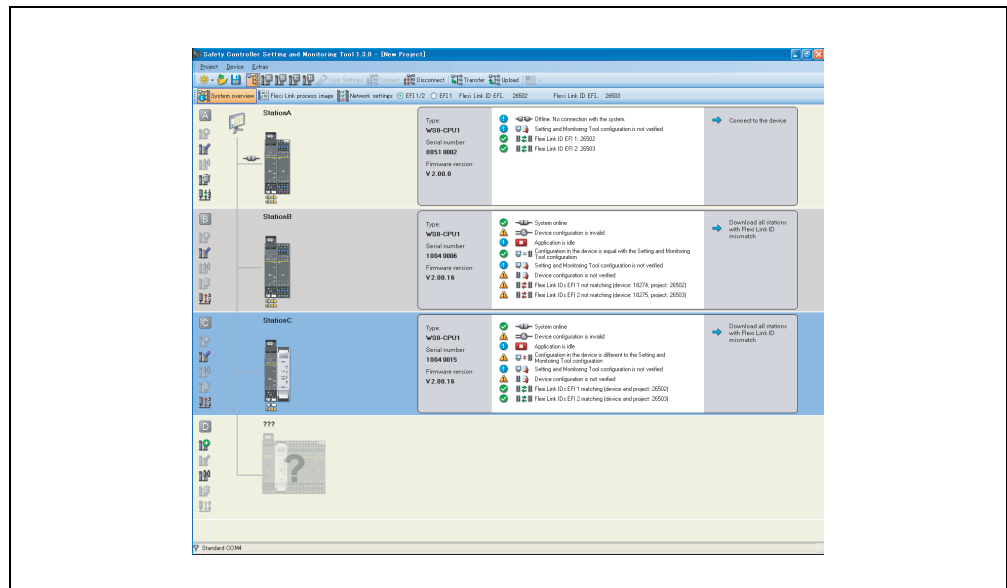 Safety Controller Setting and Monitoring Tool 1.3.0 - [New Project]
Project Device Extras
Core Settings Connect Disconnect Transfer Upload
System overview Flexi Link process image Network settings EFI1/2 EFI1 Flexi Link ID EFI. 26502 Flexi Link ID EFI. 26503
A
StationA
Type:
WS0-CPU1
Serial number
0851 0002
Firmware version:
V 2.00.0
Offline. No connection with the system.
Setting and Monitoring Tool configuration is not verified
Flexi Link ID EFI 1: 26502
Flexi Link ID EFI 2: 26503
Connect to the device
B
StationB
Type:
WS0-CPU1
Serial number
1004 0006
Firmware version:
V 2.00.16
System online
Device configuration is invalid
Application is idle
Configuration in the device is equal with the Setting and Monitoring
Tool configuration
Setting and Monitoring Tool configuration is not verified
Device configuration is not verified
Flexi Link IDs EFI 1 not matching (device: 18274, project: 26502)
Flexi Link IDs EFI 2 not matching (device: 18275, project: 26503)
Download all stations
with Flexi Link ID
mismatch
C
StationC
Type:
WS0-CPU1
Serial number
1004 0015
Firmware version:
V 2.00.16
System online
Device configuration is invalid
Application is idle
Configuration in the device is different to the Setting and
Monitoring Tool configuration
Setting and Monitoring Tool configuration is not verified
Device configuration is not verified
Flexi Link IDs EFI 1 matching (device and project: 26502)
Flexi Link IDs EFI 2 matching (device and project: 26503)
Download all stations
with Flexi Link ID
mismatch
D
???
?
Standard COM4